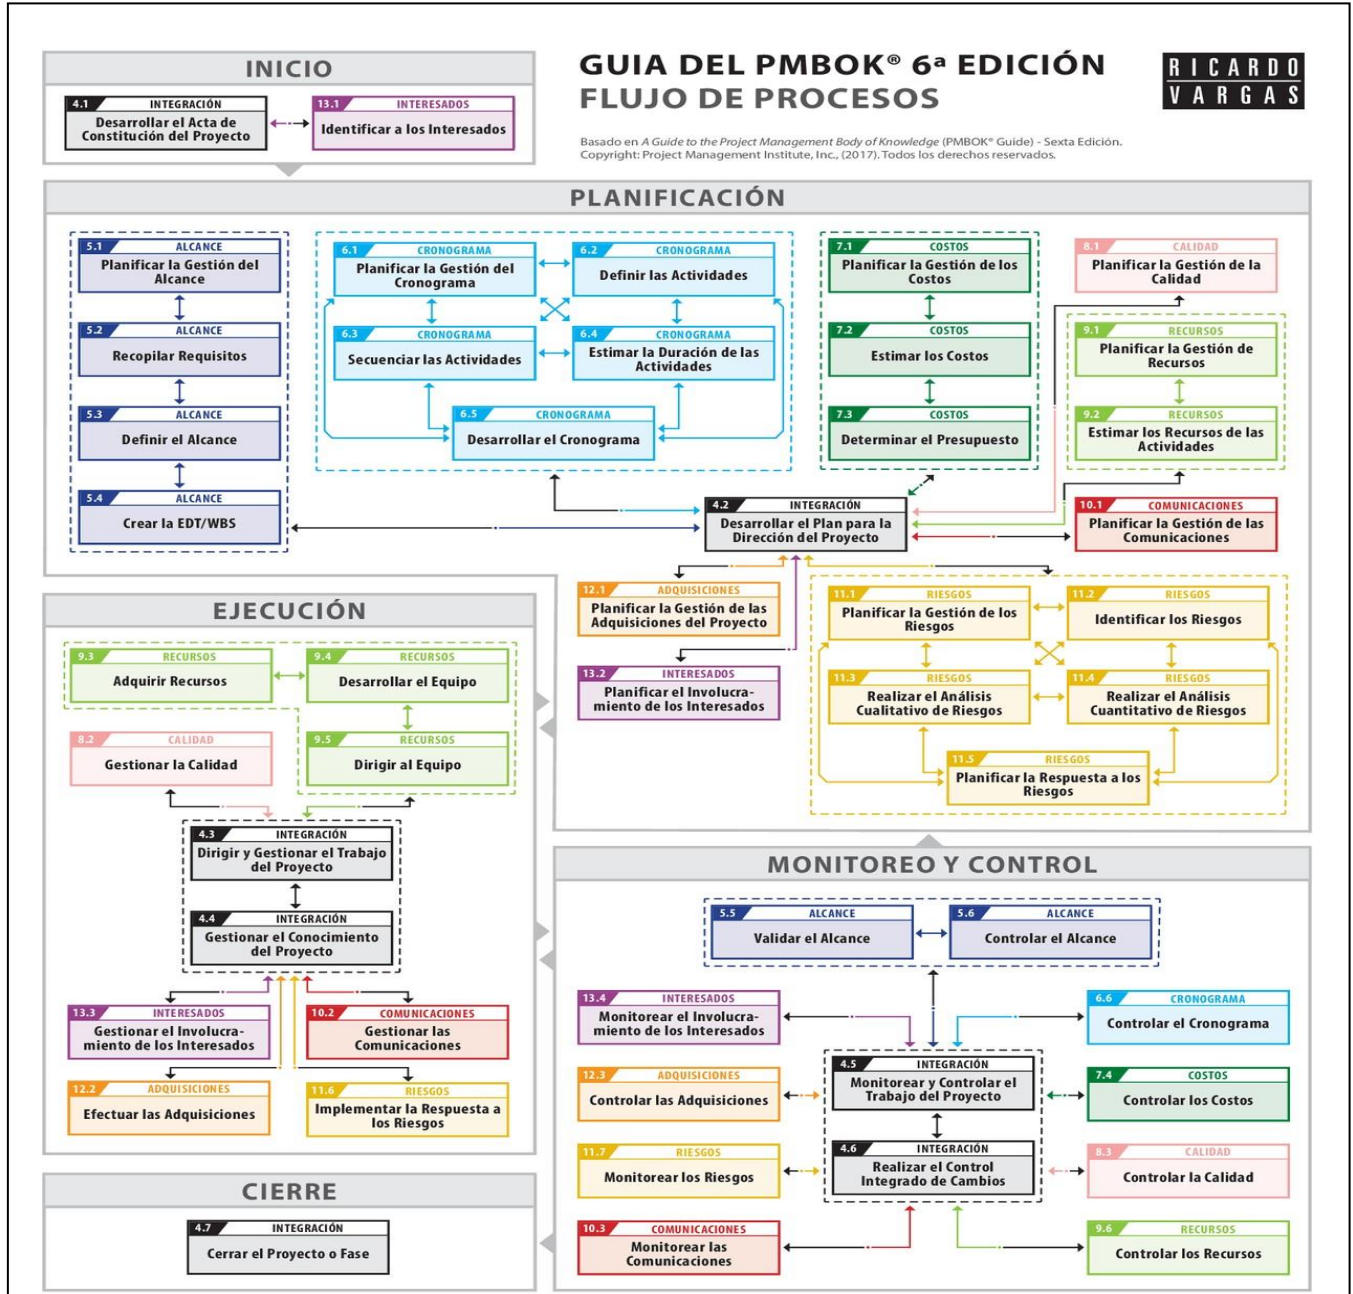 INICIO
4.1 INTEGRACIÓN
Desarrollar el Acta de
Constitución del Proyecto
13.1 INTERESADOS
Identificar a los Interesados
GUIA DEL PMBOK® 6ª EDICIÓN
FLUJO DE PROCESOS
Basado en A Guide to the Project Management Body of Knowledge (PMBOK® Guide) - Sexta Edición.
Copyright: Project Management Institute, Inc., (2017). Todos los derechos reservados.
RICARDO
VARGAS
PLANIFICACIÓN
5.1 ALCANCE
Planificar la Gestión del
Alcance
5.2 ALCANCE
Recopilar Requisitos
5.3 ALCANCE
Definir el Alcance
5.4 ALCANCE
Crear la EDT/WBS
6.1 CRONOGRAMA
Planificar la Gestión del
Cronograma
6.2 CRONOGRAMA
Definir las Actividades
6.3 CRONOGRAMA
Secuenciar las Actividades
6.4 CRONOGRAMA
Estimar la Duración de las
Actividades
6.5 CRONOGRAMA
Desarrollar el Cronograma
7.1 COSTOS
Planificar la Gestión de los
Costos
7.2 COSTOS
Estimar los Costos
7.3 COSTOS
Determinar el Presupuesto
8.1 CALIDAD
Planificar la Gestión de la
Calidad
9.1 RECURSOS
Planificar la Gestión de
Recursos
9.2 RECURSOS
Estimar los Recursos de las
Actividades
4.2 INTEGRACIÓN
Desarrollar el Plan para la
Dirección del Proyecto
10.1 COMUNICACIONES
Planificar la Gestión de las
Comunicaciones
12.1 ADQUISICIONES
Planificar la Gestión de las
Adquisiciones del Proyecto
13.2 INTERESADOS
Planificar el Involucra-
miento de los Interesados
11.1 RIESGOS
Planificar la Gestión de los
Riesgos
11.2 RIESGOS
Identificar los Riesgos
11.3 RIESGOS
Realizar el Análisis
Cualitativo de Riesgos
11.4 RIESGOS
Realizar el Análisis
Cuantitativo de Riesgos
11.5 RIESGOS
Planificar la Respuesta a los
Riesgos
EJECUCIÓN
9.3 RECURSOS
Adquirir Recursos
9.4 RECURSOS
Desarrollar el Equipo
8.2 CALIDAD
Gestionar la Calidad
9.5 RECURSOS
Dirigir al Equipo
4.3 INTEGRACIÓN
Dirigir y Gestionar el Trabajo
del Proyecto
4.4 INTEGRACIÓN
Gestionar el Conocimiento
del Proyecto
13.3 INTERESADOS
Gestionar el Involucra-
miento de los Interesados
10.2 COMUNICACIONES
Gestionar las
Comunicaciones
12.2 ADQUISICIONES
Efectuar las Adquisiciones
11.6 RIESGOS
Implementar la Respuesta a
los Riesgos
MONITOREO Y CONTROL
5.5 ALCANCE
Validar el Alcance
5.6 ALCANCE
Controlar el Alcance
13.4 INTERESADOS
Monitorear el Involucra-
miento de los Interesados
6.6 CRONOGRAMA
Controlar el Cronograma
4.5 INTEGRACIÓN
Monitorear y Controlar el
Trabajo del Proyecto
12.3 ADQUISICIONES
Controlar las Adquisiciones
7.4 COSTOS
Controlar los Costos
4.6 INTEGRACIÓN
Realizar el Control
Integrado de Cambios
11.7 RIESGOS
Monitorear los Riesgos
8.3 CALIDAD
Controlar la Calidad
10.3 COMUNICACIONES
Monitorear las
Comunicaciones
9.6 RECURSOS
Controlar los Recursos
CIERRE
4.7 INTEGRACIÓN
Cerrar el Proyecto o Fase